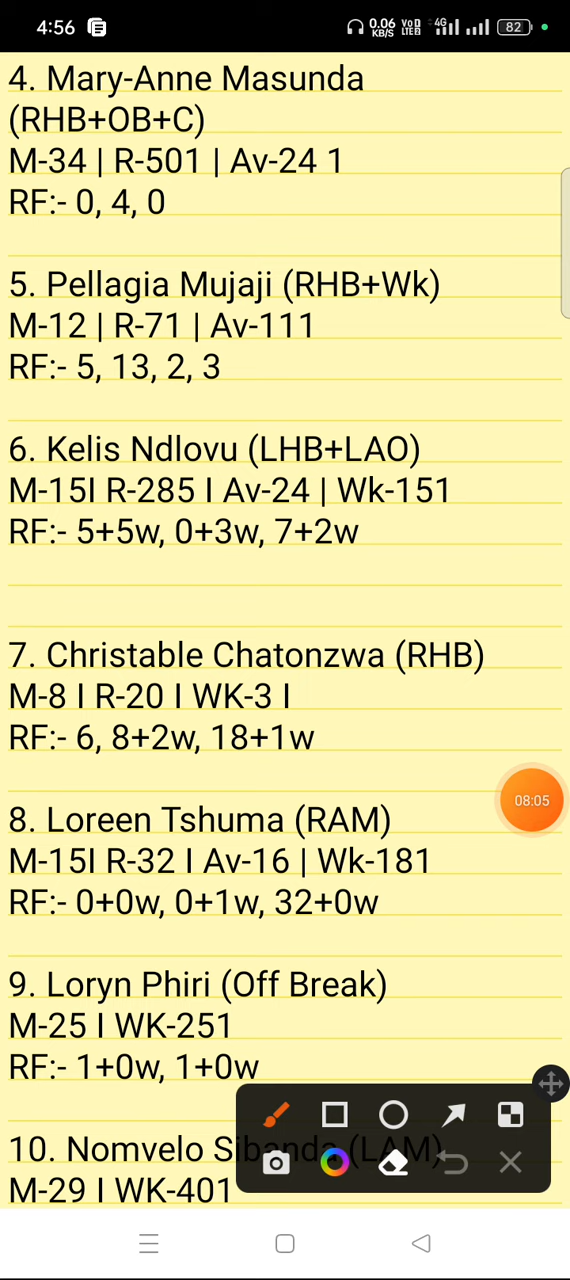 4:56
0.06 KB/S
VoD LTE2
4G
82
4. Mary-Anne Masunda
(RHB+OB+C)
M-34 | R-501 | Av-24 1
RF:- 0, 4, 0
5. Pellagia Mujaji (RHB+Wk)
M-12 | R-71 | Av-111
RF:- 5, 13, 2, 3
6. Kelis Ndlovu (LHB+LAO)
M-15I R-285 I Av-24 | Wk-151
RF:- 5+5w, 0+3w, 7+2w
7. Christable Chatonzwa (RHB)
M-8 I R-20 I WK-3 I
RF:- 6, 8+2w, 18+1w
08:05
8. Loreen Tshuma (RAM)
M-15I R-32 I Av-16 | Wk-181
RF:- 0+0w, 0+1w, 32+0w
9. Loryn Phiri (Off Break)
M-25 I WK-251
RF:- 1+0w, 1+0w
10. Nomvelo Sibanda (LAM)
M-29 I WK-401